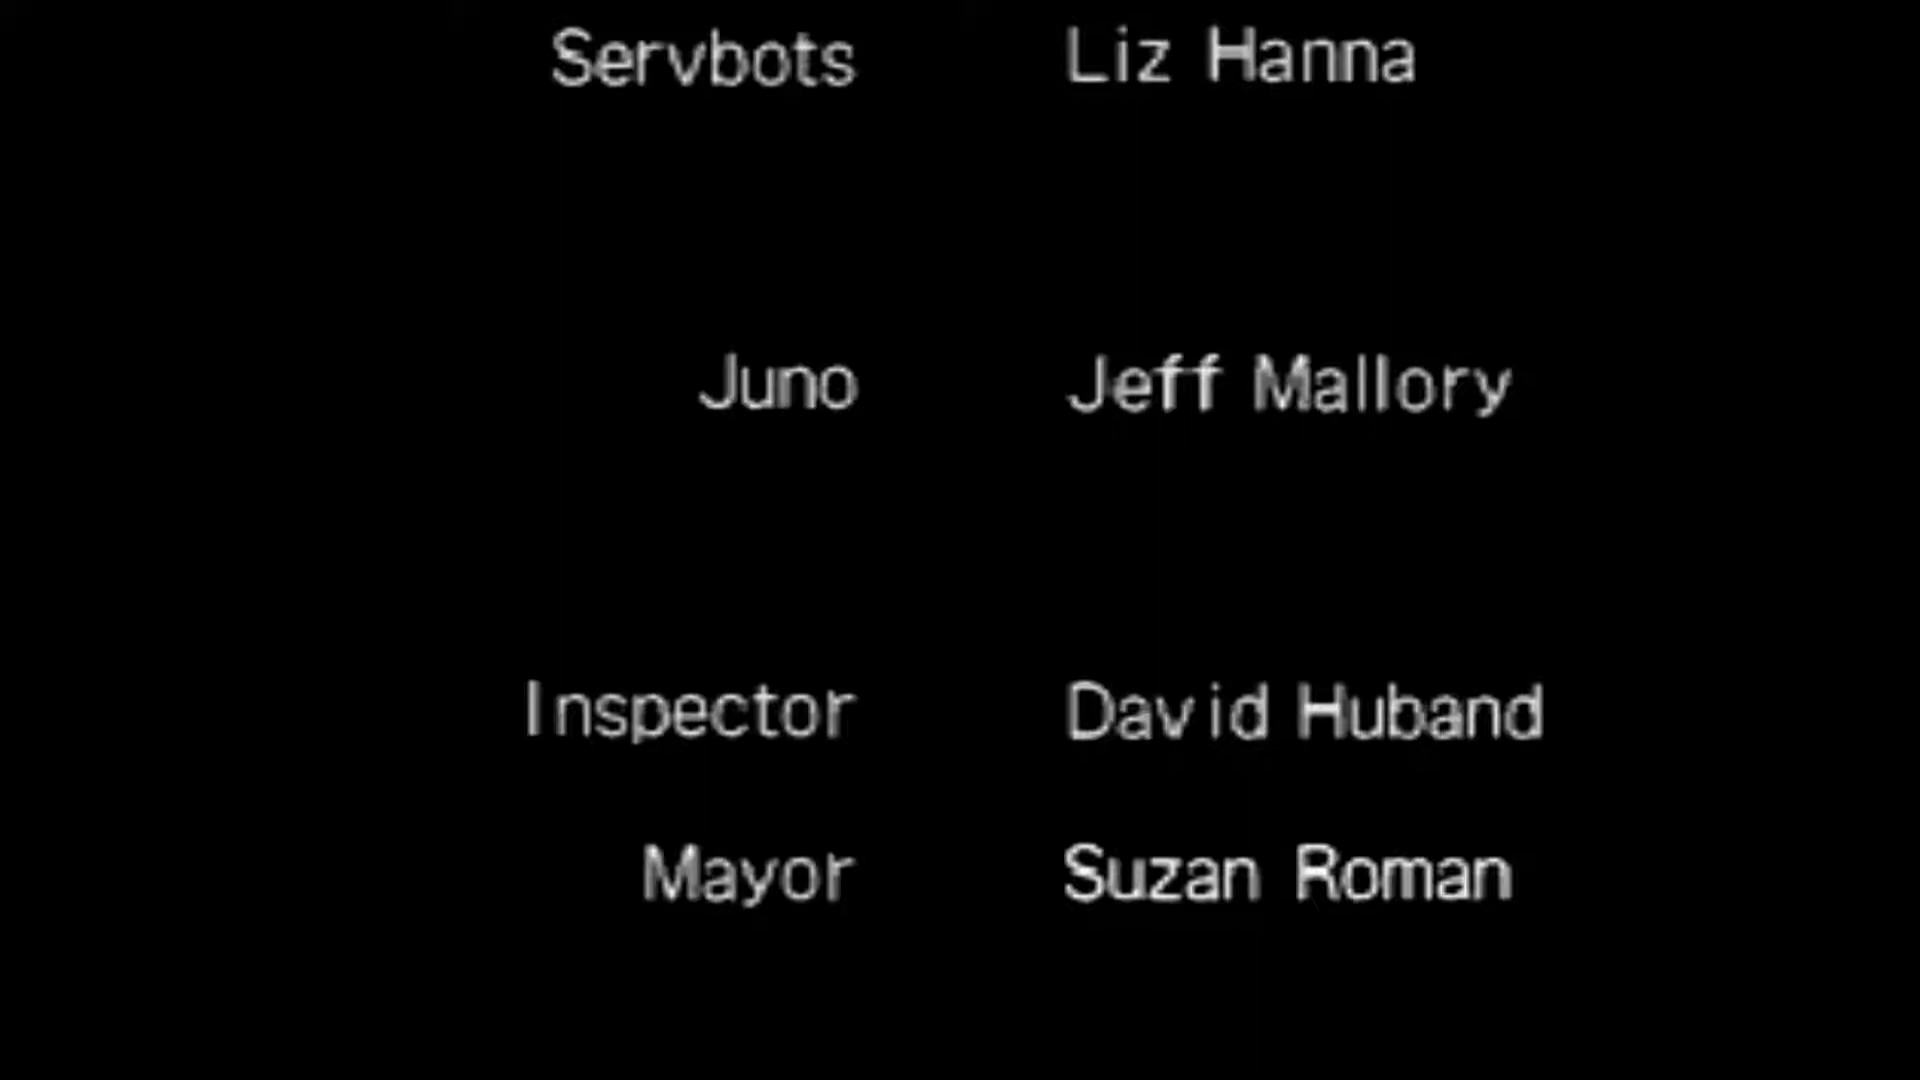 Servbots Liz Hanna
Juno Jeff Mallory
Inspector David Huband
Mayor Suzan Roman